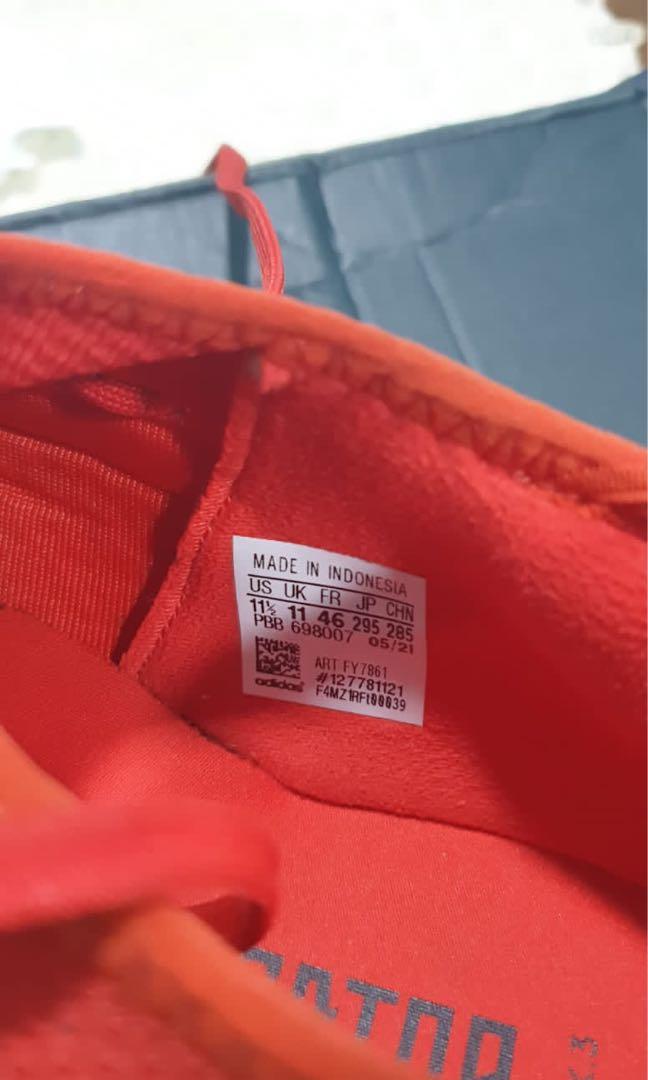 MADE IN INDONESIA
US UK FR JP CHN
11½ 11 46 295 285
PBB 698007 05/21
ART FY7861
#127781121
adidas F4MZ1RFt00039